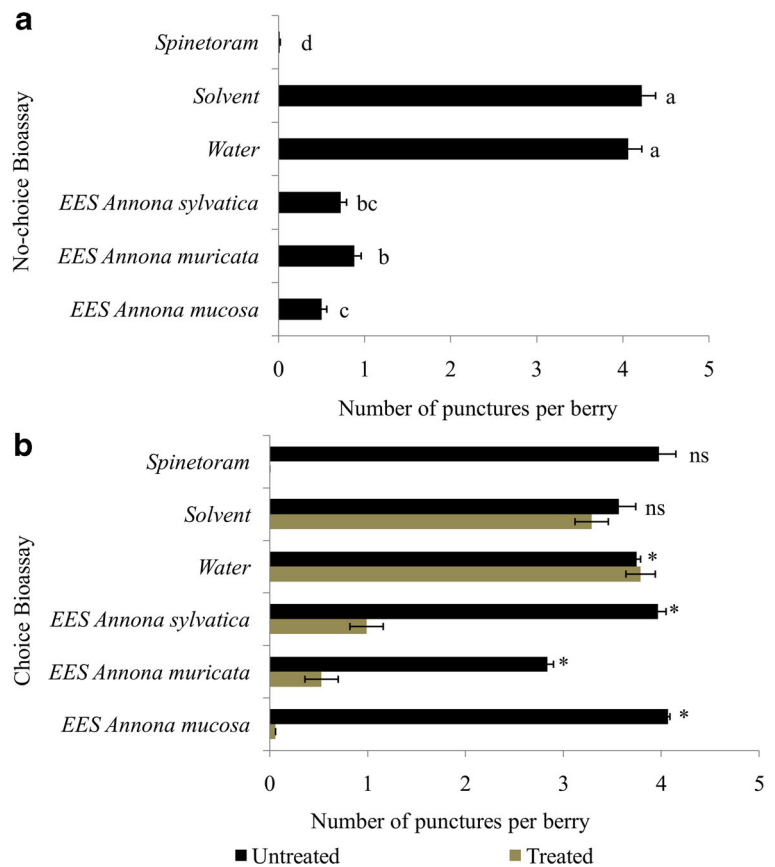 a
No-choice Bioassay
Spinetoram
d
Solvent
a
Water
a
EES Annona sylvatica
bc
EES Annona muricata
b
EES Annona mucosa
c
0 1 2 3 4 5
Number of punctures per berry
b
Choice Bioassay
Spinetoram
ns
Solvent
ns
Water
*
EES Annona sylvatica
*
EES Annona muricata
*
EES Annona mucosa
*
0 1 2 3 4 5
Number of punctures per berry
Untreated Treated